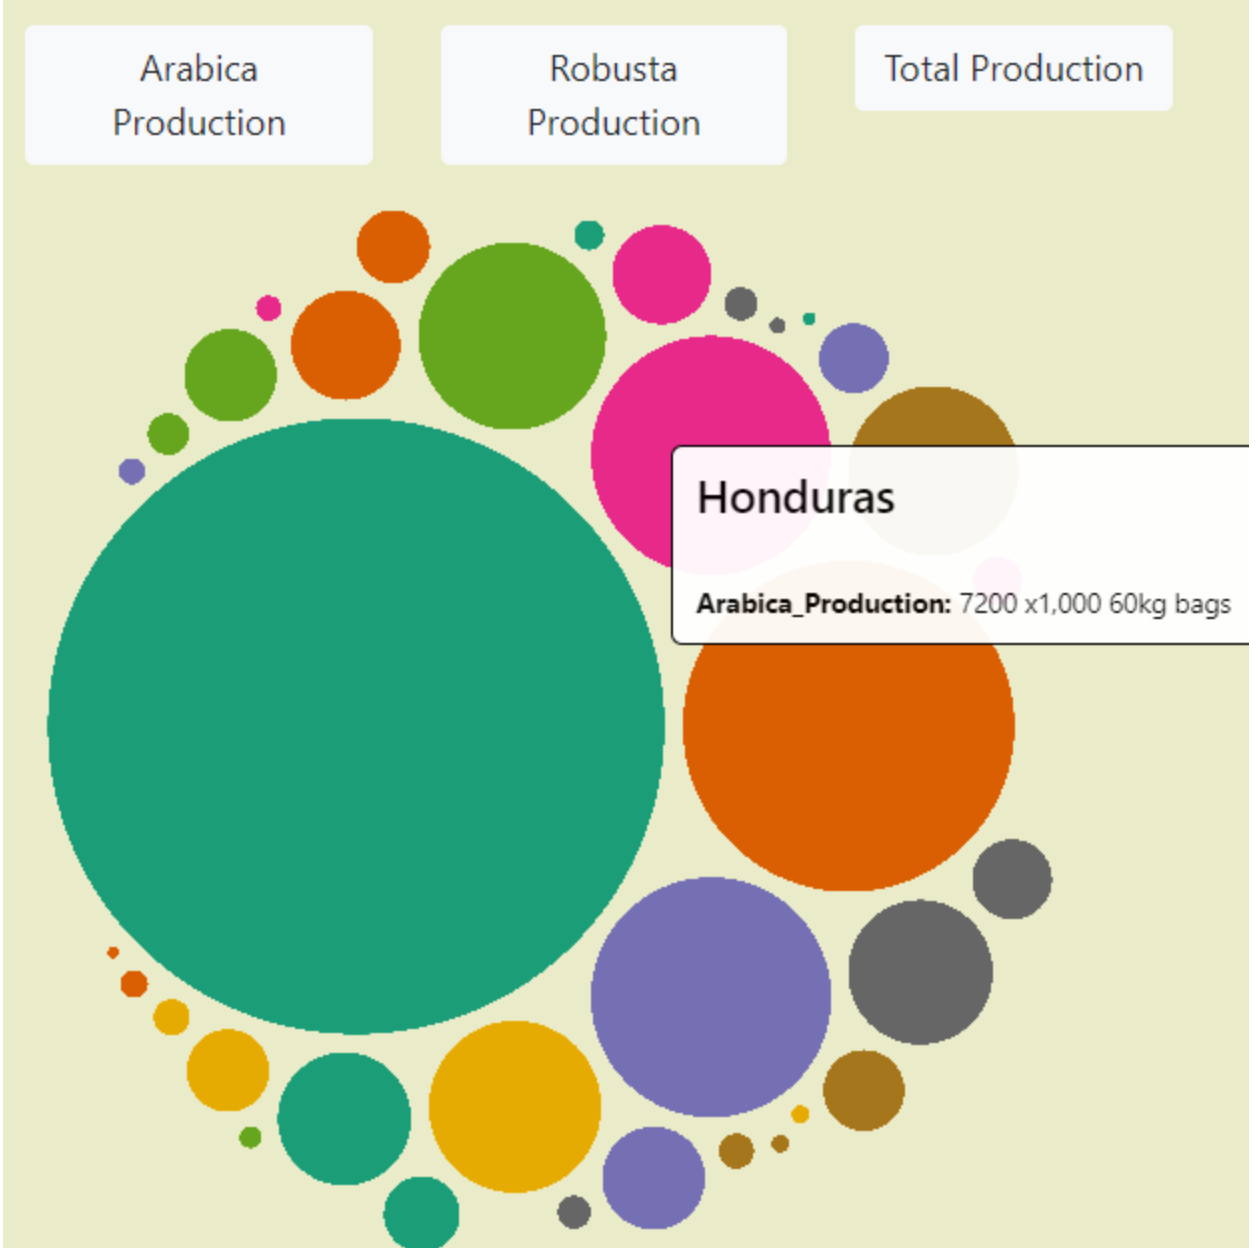 Arabica
Production
Robusta
Production
Total Production
Honduras
Arabica_Production: 7200 x1,000 60kg bags